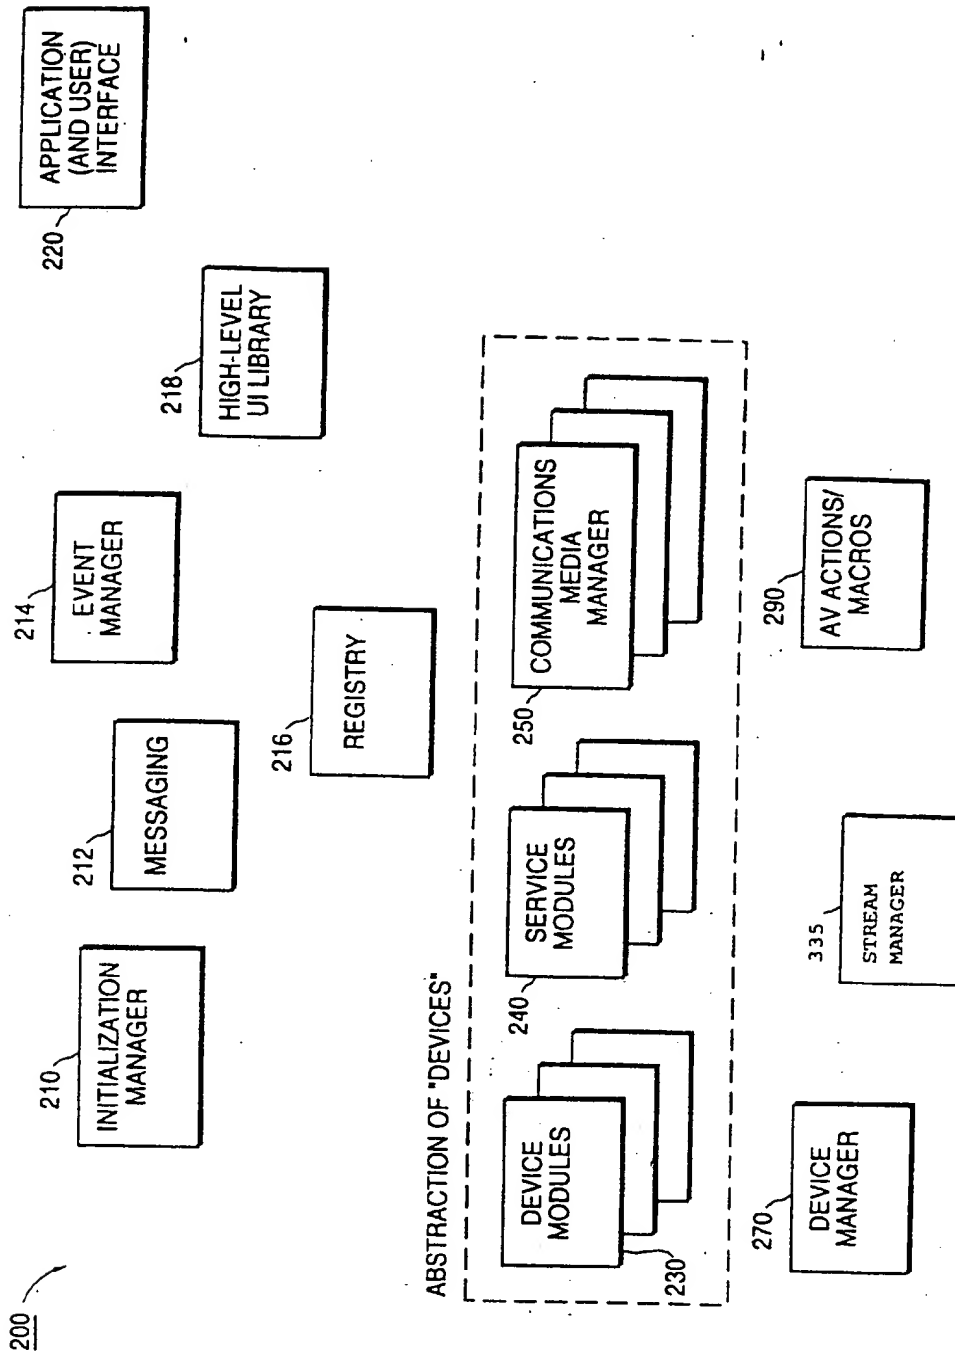 200
210
INITIALIZATION
MANAGER
212
MESSAGING
214
EVENT
MANAGER
216
REGISTRY
218
HIGH-LEVEL
UI LIBRARY
220
APPLICATION
(AND USER)
INTERFACE
ABSTRACTION OF "DEVICES"
DEVICE
MODULES
230
240
SERVICE
MODULES
250
COMMUNICATIONS
MEDIA
MANAGER
270
DEVICE
MANAGER
335
STREAM
MANAGER
290
AV ACTIONS/
MACROS